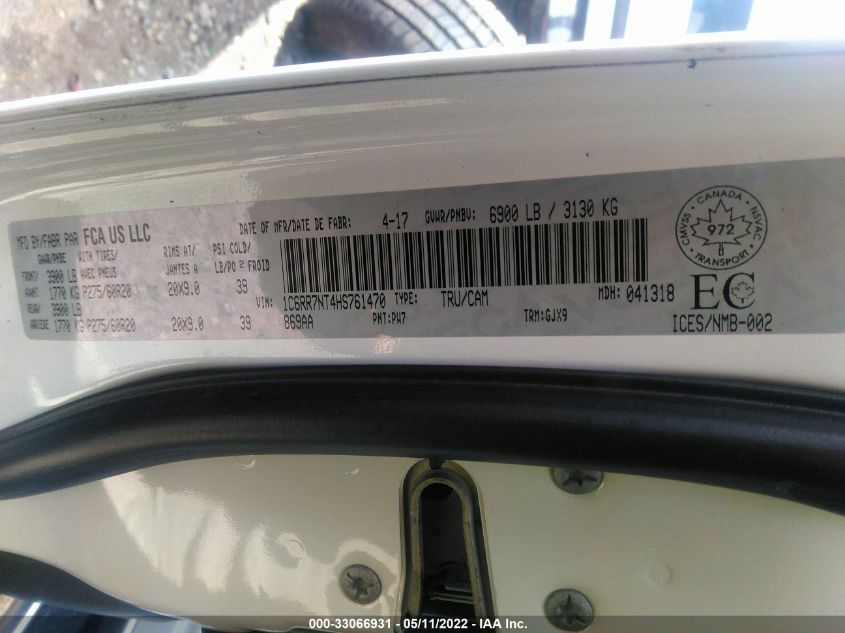 MFD BY/FABR PAR FCA US LLC
DATE OF MFR/DATE DE FABR: 4-17 GVWR/PNBV: 6900 LB / 3130 KG
GAWR/PNBE WITH TIRES/ RIMS AT/ PSI COLD/
FRONT/ 3900 LB AVEC PNEUS JANTES A LB/PO 2 FROID
AVANT 1770 KG P275/60R20 20X9.0 39
REAR/ 3900 LB
ARRIERE 1770 KG P275/60R20 20X9.0 39
VIN: 1C6RR7NT4HS761470 TYPE: TRU/CAM MDH: 041318
869AA PNT:PW7 TRM:GJX9
CANADA
CMVSS 972 NSVAC
TRANSPORT
EC
ICES/NMB-002
000-33066931 - 05/11/2022 - IAA Inc.